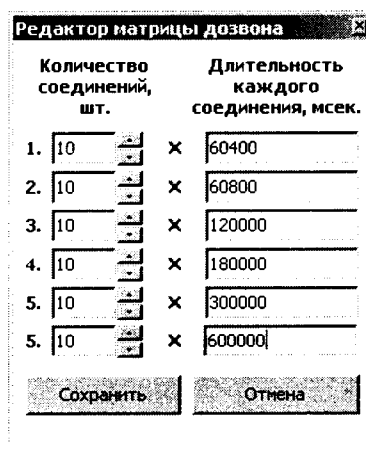 Редактор матрицы дозвона
Количество соединений, шт.
Длительность каждого соединения, мсек.
1. 10 × 60400
2. 10 × 60800
3. 10 × 120000
4. 10 × 180000
5. 10 × 300000
5. 10 × 600000
Сохранить Отмена